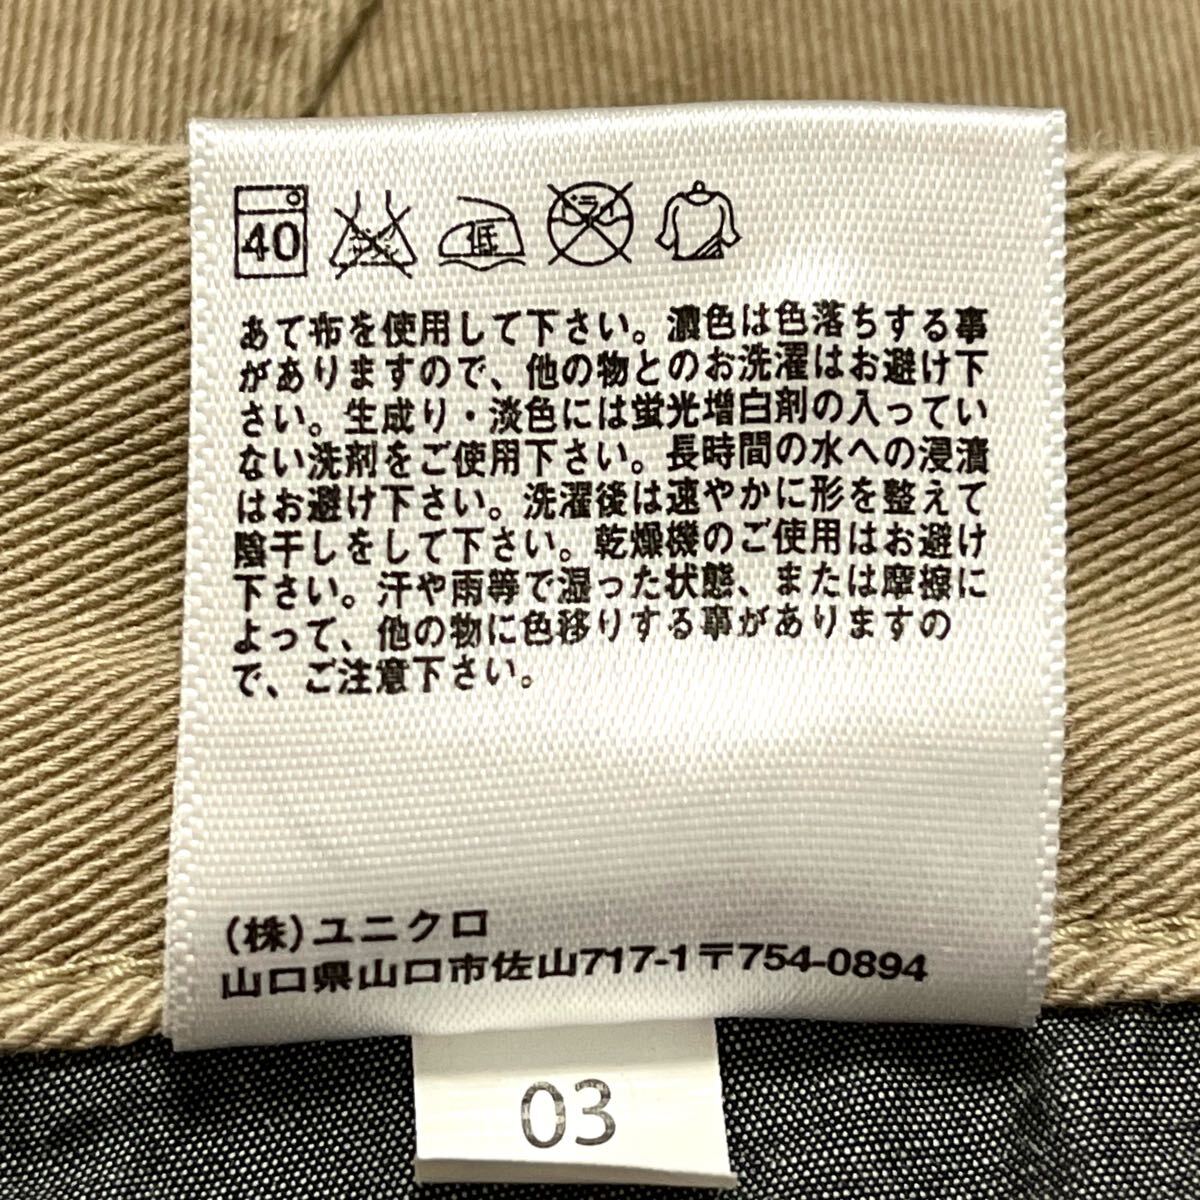 40 低 ドライ
あて布を使用して下さい。濃色は色落ちする事
がありますので、他の物とのお洗濯はお避け下
さい。生成り・淡色には蛍光増白剤の入ってい
ない洗剤をご使用下さい。長時間の水への浸漬
はお避け下さい。洗濯後は速やかに形を整えて
陰干しをして下さい。乾燥機のご使用はお避け
下さい。汗や雨等で湿った状態、または摩擦に
よって、他の物に色移りする事がありますの
で、ご注意下さい。
(株)ユニクロ
山口県山口市佐山717-1〒754-0894
03